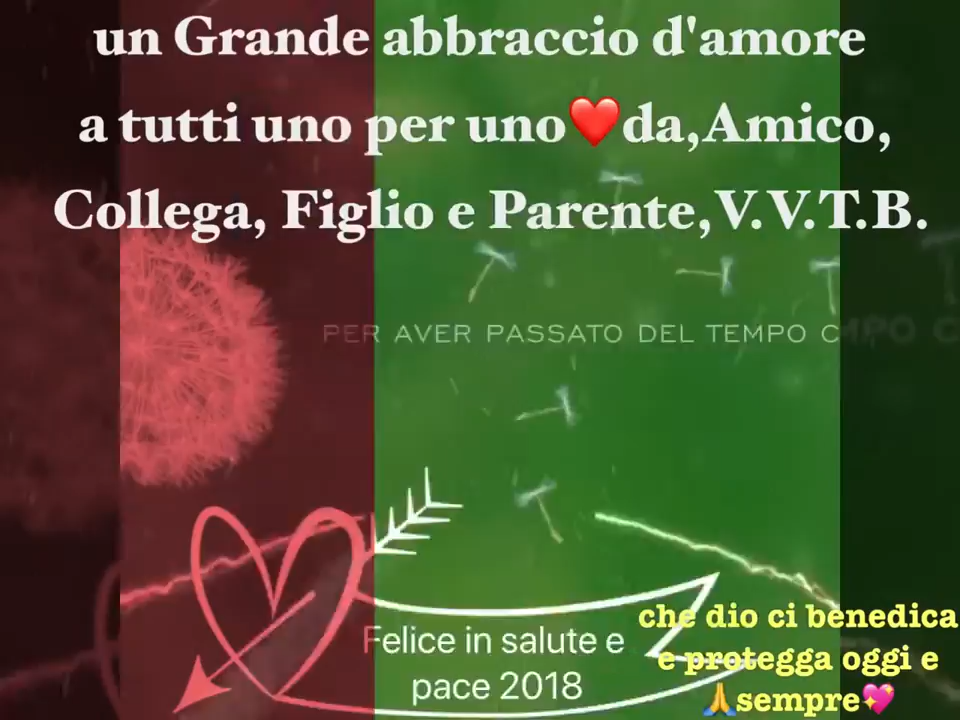 un Grande abbraccio d'amore
a tutti uno per uno❤️da,Amico,
Collega, Figlio e Parente,V.V.T.B.
PER AVER PASSATO DEL TEMPO C
MPO C
Felice in salute e
pace 2018
che dio ci benedica
e protegga oggi e
🙏sempre💖